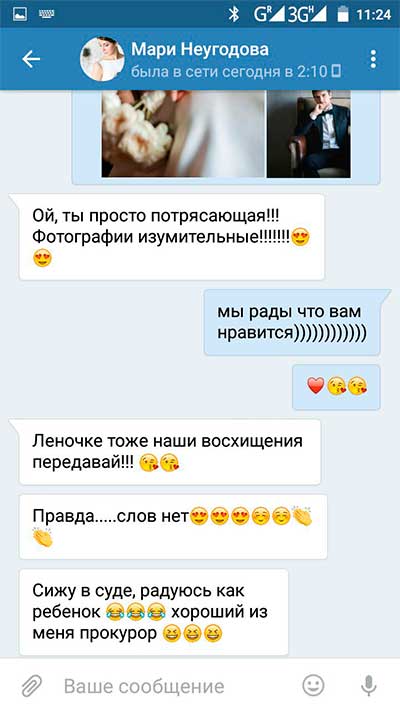 G R 3G H 11:24
Мари Неугодова
была в сети сегодня в 2:10
Ой, ты просто потрясающая!!!
Фотографии изумительные!!!!!!!😍
😍
мы рады что вам
нравится))))))))))))
❤️😘😘
Леночке тоже наши восхищения
передавай!!! 😘😘
Правда.....слов нет😍😍😍☺️☺️👏
👏
Сижу в суде, радуюсь как
ребенок 😂😂😂 хороший из
меня прокурор 😆😆😆
Ваше сообщение